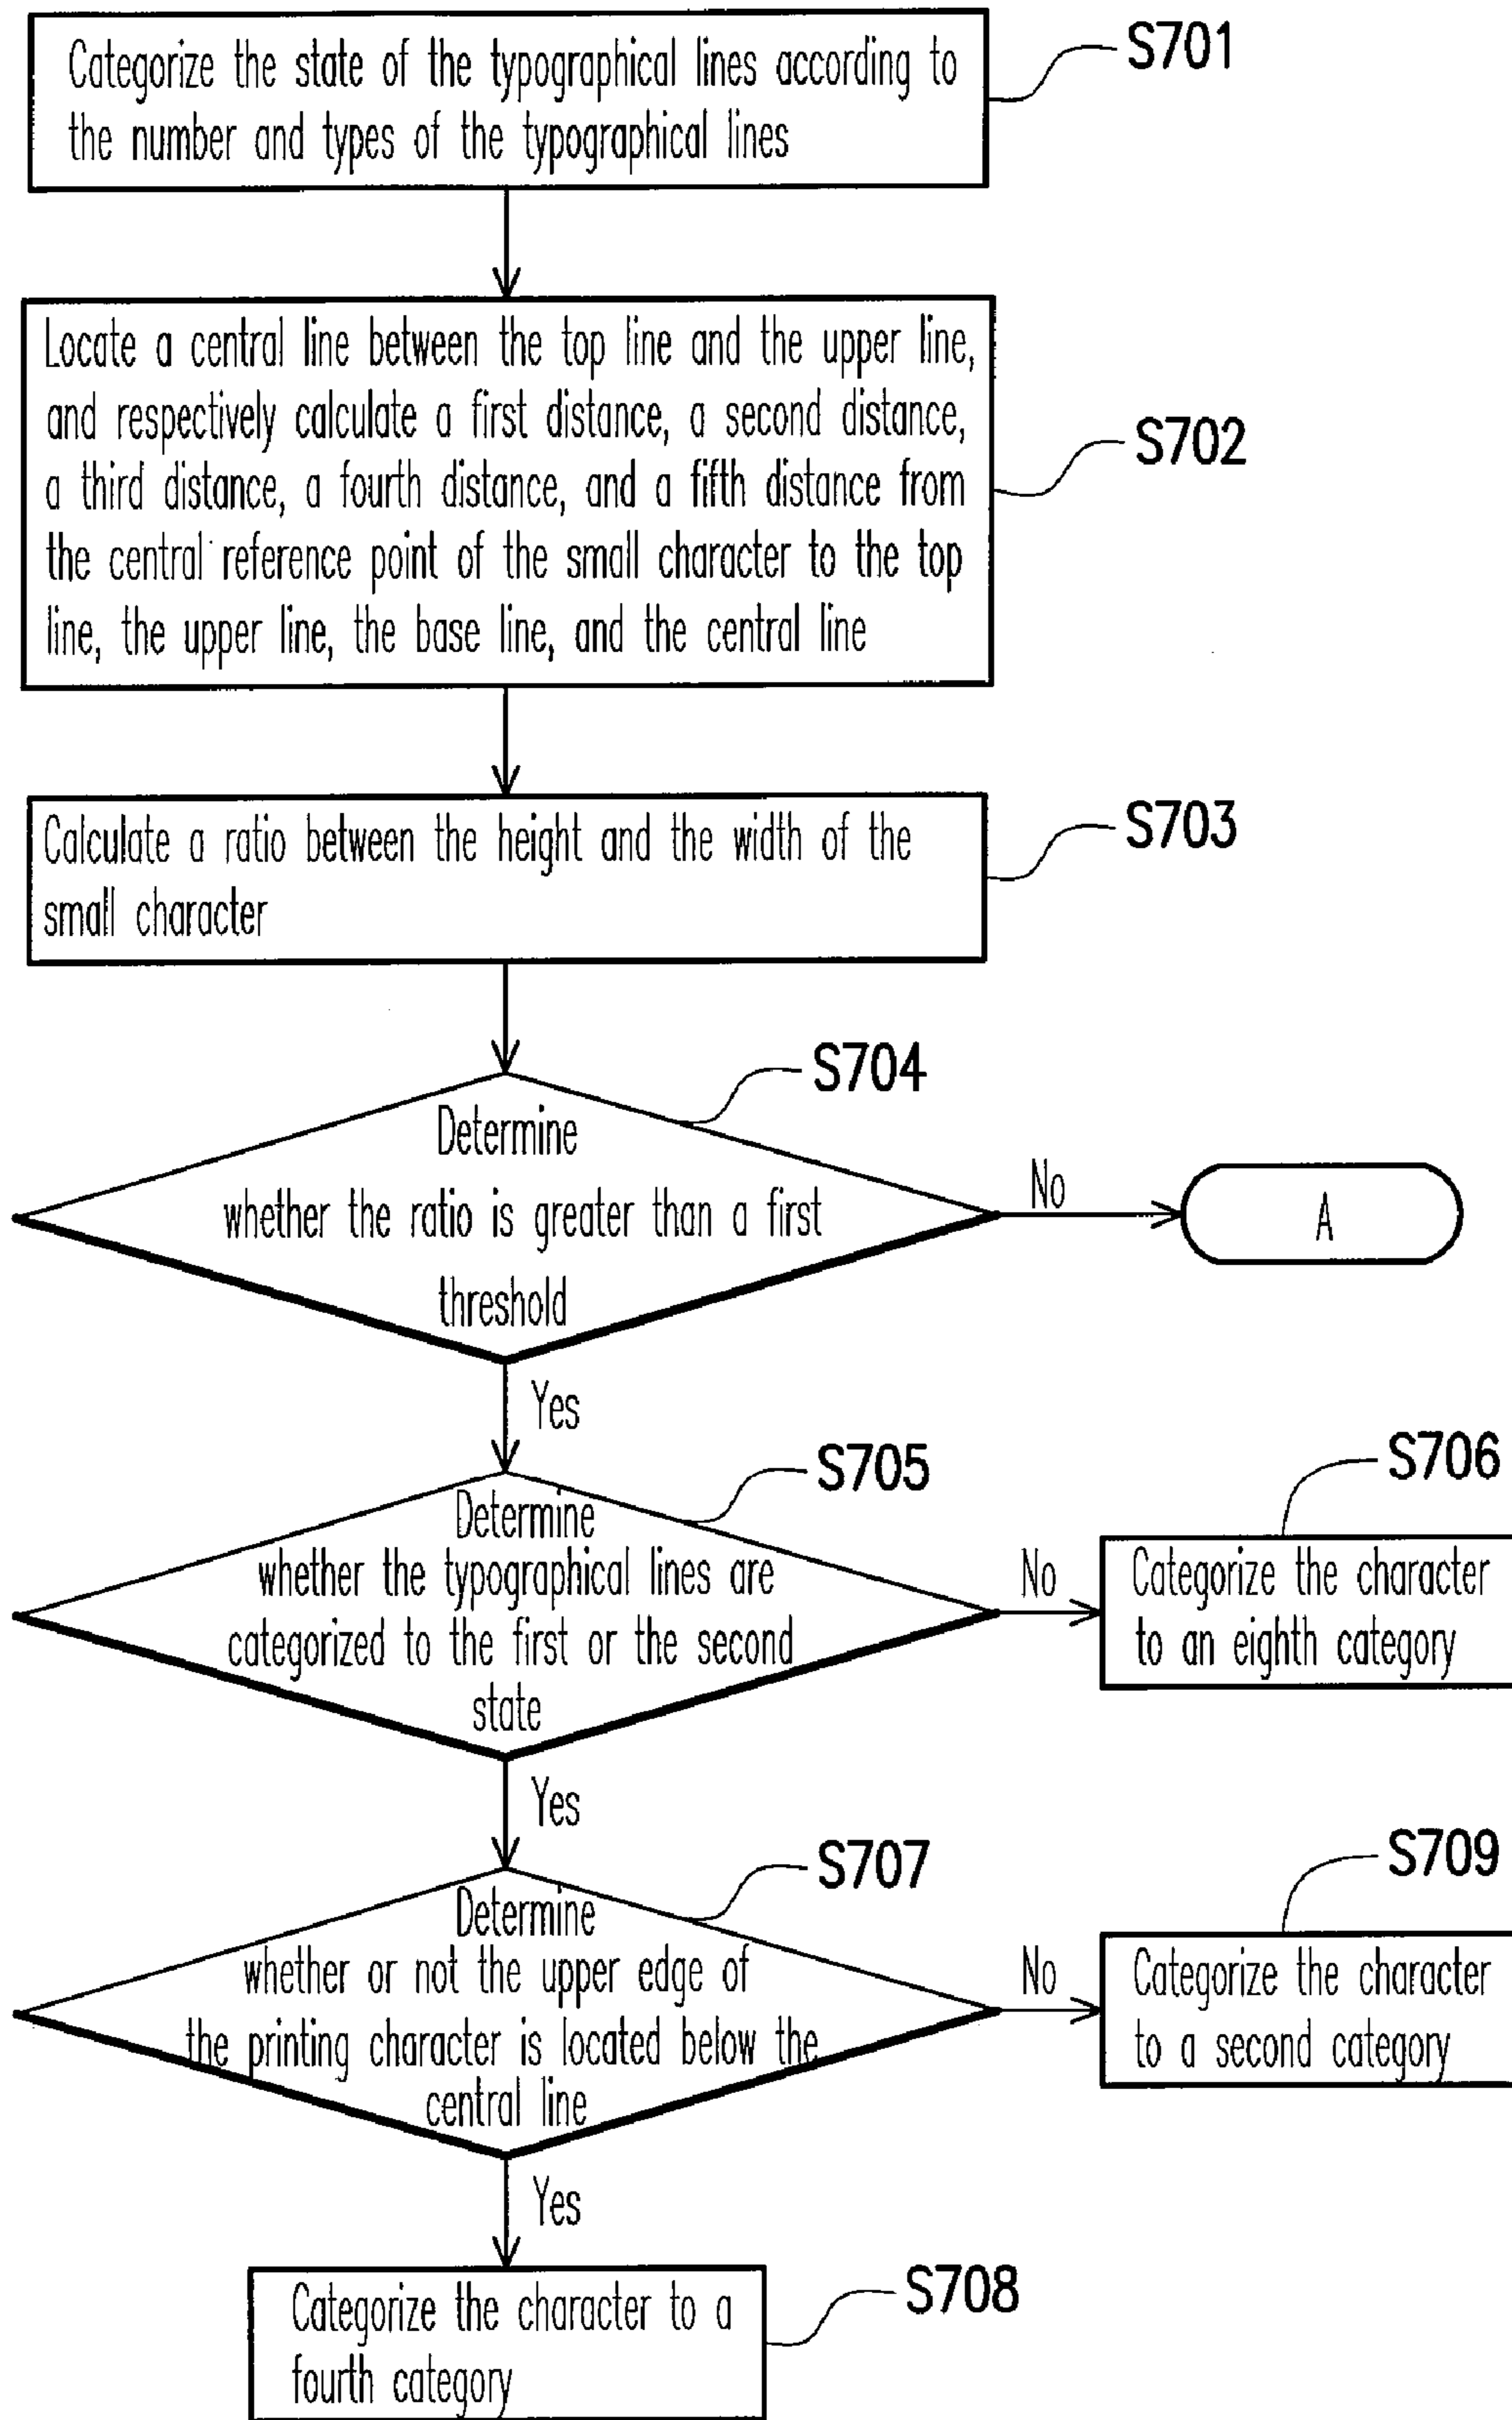 Categorize the state of the typographical lines according to
the number and types of the typographical lines
S701
Locate a central line between the top line and the upper line,
and respectively calculate a first distance, a second distance,
a third distance, a fourth distance, and a fifth distance from
the central reference point of the small character to the top
line, the upper line, the base line, and the central line
S702
Calculate a ratio between the height and the width of the
small character
S703
S704
Determine
whether the ratio is greater than a first
threshold
No
A
Yes
S705
Determine
whether the typographical lines are
categorized to the first or the second
state
No
S706
Categorize the character
to an eighth category
Yes
S707
Determine
whether or not the upper edge of
the printing character is located below the
central line
No
S709
Categorize the character
to a second category
Yes
S708
Categorize the character to a
fourth category